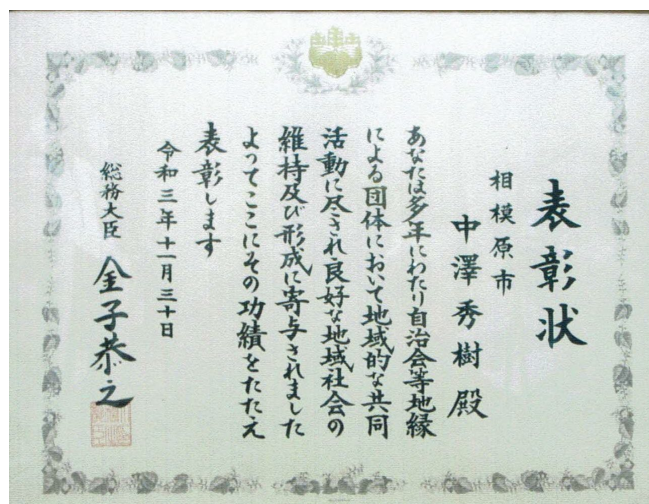 表彰状
相模原市
中澤秀樹殿
あなたは多年にわたり自治会等地縁
による団体において地域的な共同
活動に尽され良好な地域社会の
維持及び形成に寄与されました
よってここにその功績をたたえ
表彰します
令和三年十一月三十日
総務大臣 金子恭之